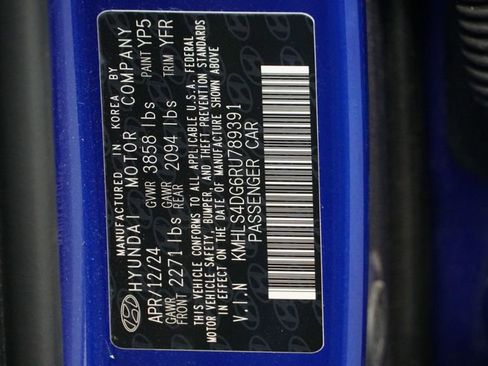 MANUFACTURED IN KOREA BY
HYUNDAI MOTOR COMPANY
APR/12/24 GVWR 3858 lbs PAINT YP5
GAWR FRONT 2271 lbs GAWR REAR 2094 lbs TRIM YFR
THIS VEHICLE CONFORMS TO ALL APPLICABLE U.S.A. FEDERAL
MOTOR VEHICLE SAFETY, BUMPER, AND THEFT PREVENTION STANDARDS
IN EFFECT ON THE DATE OF MANUFACTURE SHOWN ABOVE
V.I.N KMHLS4DG6RU789391
PASSENGER CAR